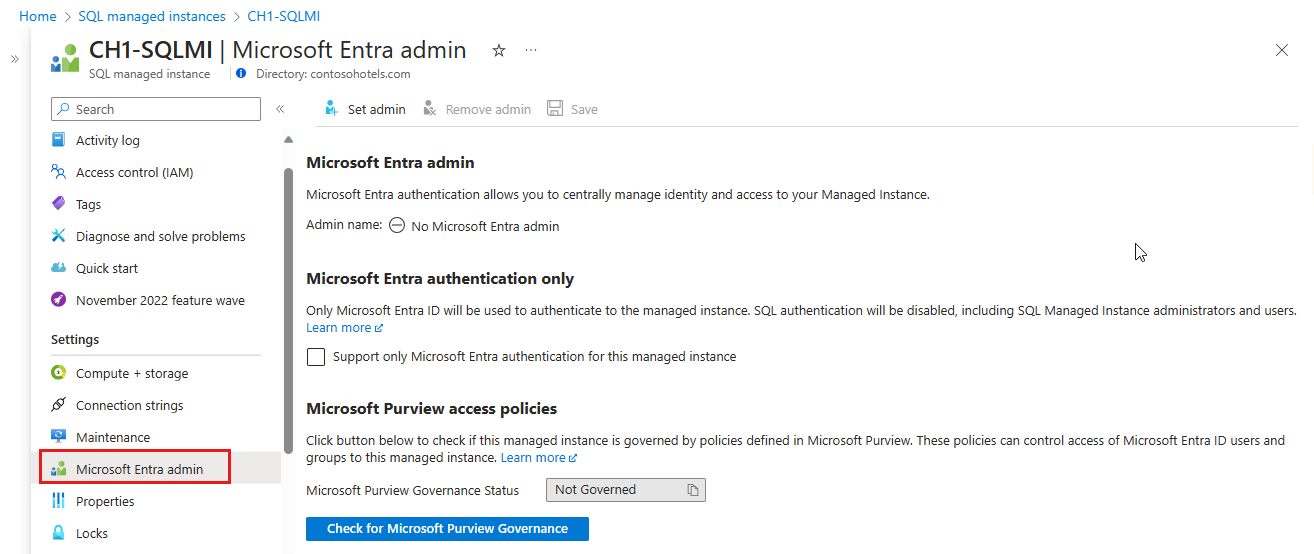 Home > SQL managed instances > CH1-SQLMI
CH1-SQLMI | Microsoft Entra admin
SQL managed instance
Directory: contosohotels.com
Search
Activity log
Access control (IAM)
Tags
Diagnose and solve problems
Quick start
November 2022 feature wave
Settings
Compute + storage
Connection strings
Maintenance
Microsoft Entra admin
Properties
Locks
Set admin
Remove admin
Save
Microsoft Entra admin
Microsoft Entra authentication allows you to centrally manage identity and access to your Managed Instance.
Admin name: No Microsoft Entra admin
Microsoft Entra authentication only
Only Microsoft Entra ID will be used to authenticate to the managed instance. SQL authentication will be disabled, including SQL Managed Instance administrators and users.
Learn more
Support only Microsoft Entra authentication for this managed instance
Microsoft Purview access policies
Click button below to check if this managed instance is governed by policies defined in Microsoft Purview. These policies can control access of Microsoft Entra ID users and
groups to this managed instance. Learn more
Microsoft Purview Governance Status
Not Governed
Check for Microsoft Purview Governance